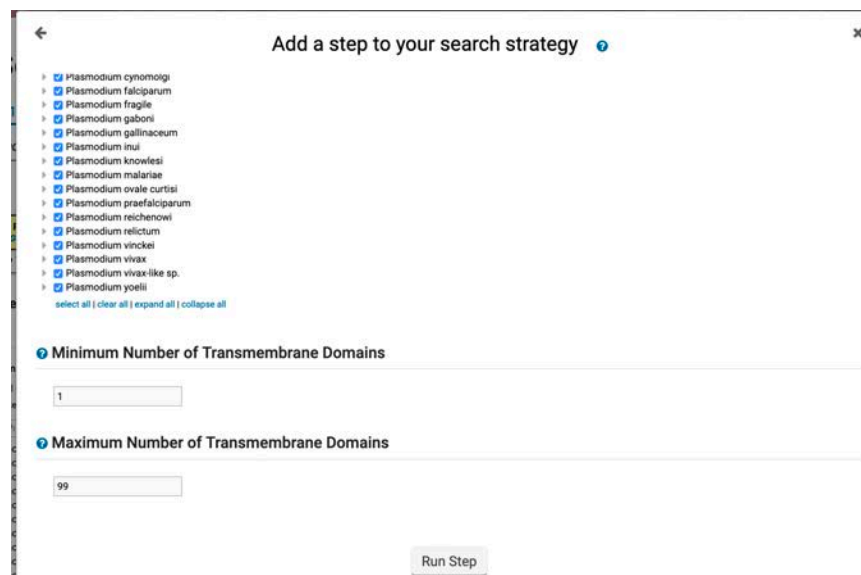 Add a step to your search strategy
Plasmodium cynomolgi
Plasmodium falciparum
Plasmodium fragile
Plasmodium gaboni
Plasmodium gallinaceum
Plasmodium inui
Plasmodium knowlesi
Plasmodium malariae
Plasmodium ovale curtisi
Plasmodium praefalciparum
Plasmodium reichenowi
Plasmodium relictum
Plasmodium vinckei
Plasmodium vivax
Plasmodium vivax-like sp.
Plasmodium yoelii
select all | clear all | expand all | collapse all
Minimum Number of Transmembrane Domains
1
Maximum Number of Transmembrane Domains
99
Run Step